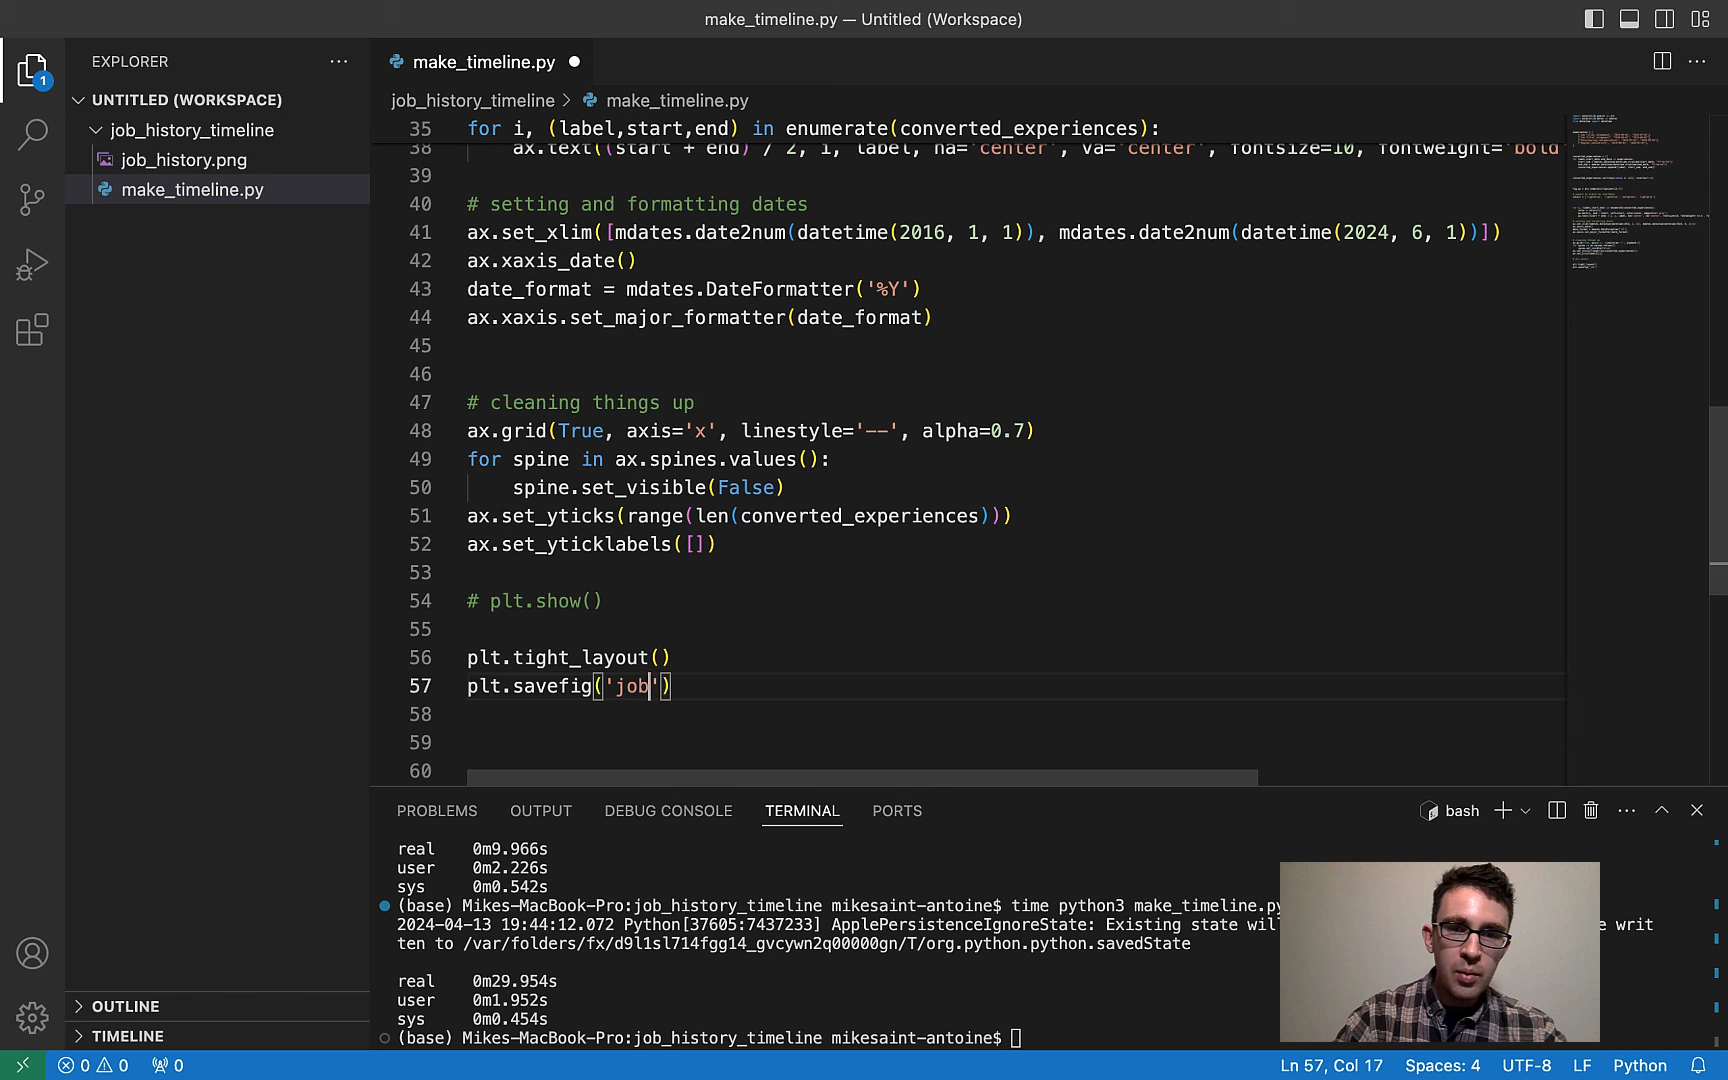 make_timeline.py — Untitled (Workspace)
EXPLORER
UNTITLED (WORKSPACE)
job_history_timeline
job_history.png
make_timeline.py
OUTLINE
TIMELINE
1
make_timeline.py
job_history_timeline > make_timeline.py
35 for i, (label,start,end) in enumerate(converted_experiences):
38 ax.text((start + end) / 2, i, label, ha='center', va='center', fontsize=10, fontweight='bold
39
40 # setting and formatting dates
41 ax.set_xlim([mdates.date2num(datetime(2016, 1, 1)), mdates.date2num(datetime(2024, 6, 1))])
42 ax.xaxis_date()
43 date_format = mdates.DateFormatter('%Y')
44 ax.xaxis.set_major_formatter(date_format)
45
46
47 # cleaning things up
48 ax.grid(True, axis='x', linestyle='--', alpha=0.7)
49 for spine in ax.spines.values():
50 spine.set_visible(False)
51 ax.set_yticks(range(len(converted_experiences)))
52 ax.set_yticklabels([])
53
54 # plt.show()
55
56 plt.tight_layout()
57 plt.savefig('job')
58
59
60
PROBLEMS OUTPUT DEBUG CONSOLE TERMINAL PORTS
bash
real 0m9.966s
user 0m2.226s
sys 0m0.542s
(base) Mikes-MacBook-Pro:job_history_timeline mikesaint-antoine$ time python3 make_timeline.py
2024-04-13 19:44:12.072 Python[37605:7437233] ApplePersistenceIgnoreState: Existing state wil e writ
ten to /var/folders/fx/d9l1sl714fgg14_gvcywn2q00000gn/T/org.python.python.savedState
real 0m29.954s
user 0m1.952s
sys 0m0.454s
(base) Mikes-MacBook-Pro:job_history_timeline mikesaint-antoine$
0 0 0
Ln 57, Col 17 Spaces: 4 UTF-8 LF Python